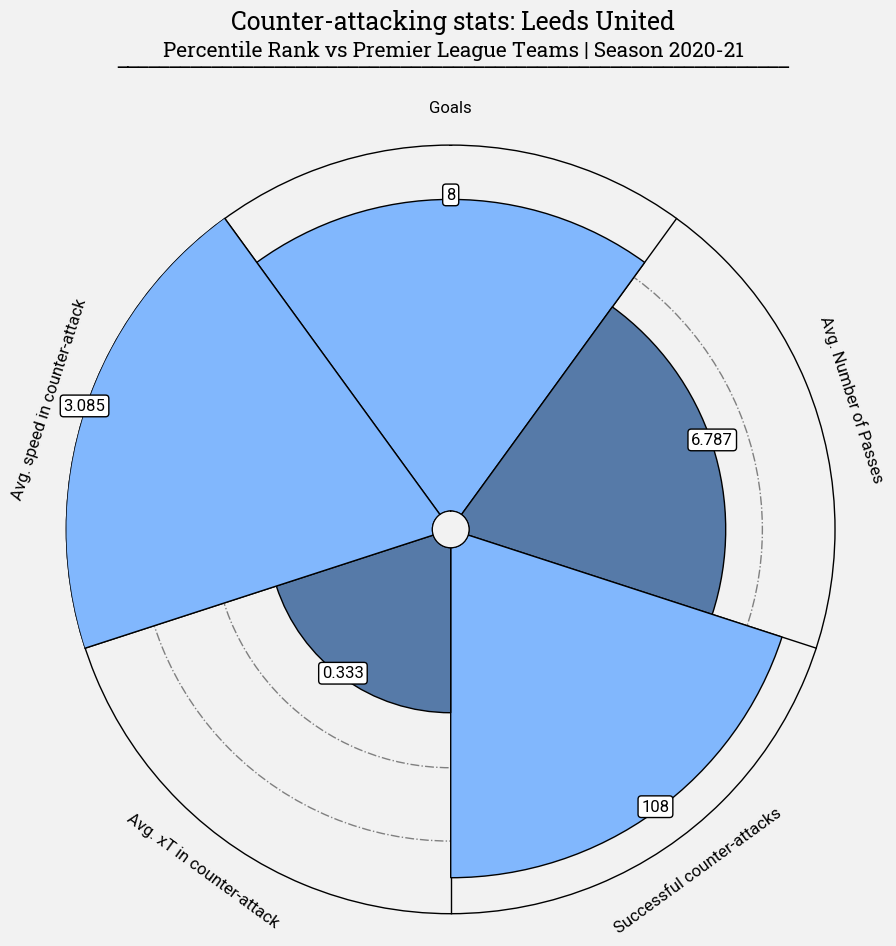 Counter-attacking stats: Leeds United
Percentile Rank vs Premier League Teams | Season 2020-21
Goals
8
Avg. Number of Passes
6.787
Avg. speed in counter-attack
3.085
0.333
108
Avg. xT in counter-attack
Successful counter-attacks